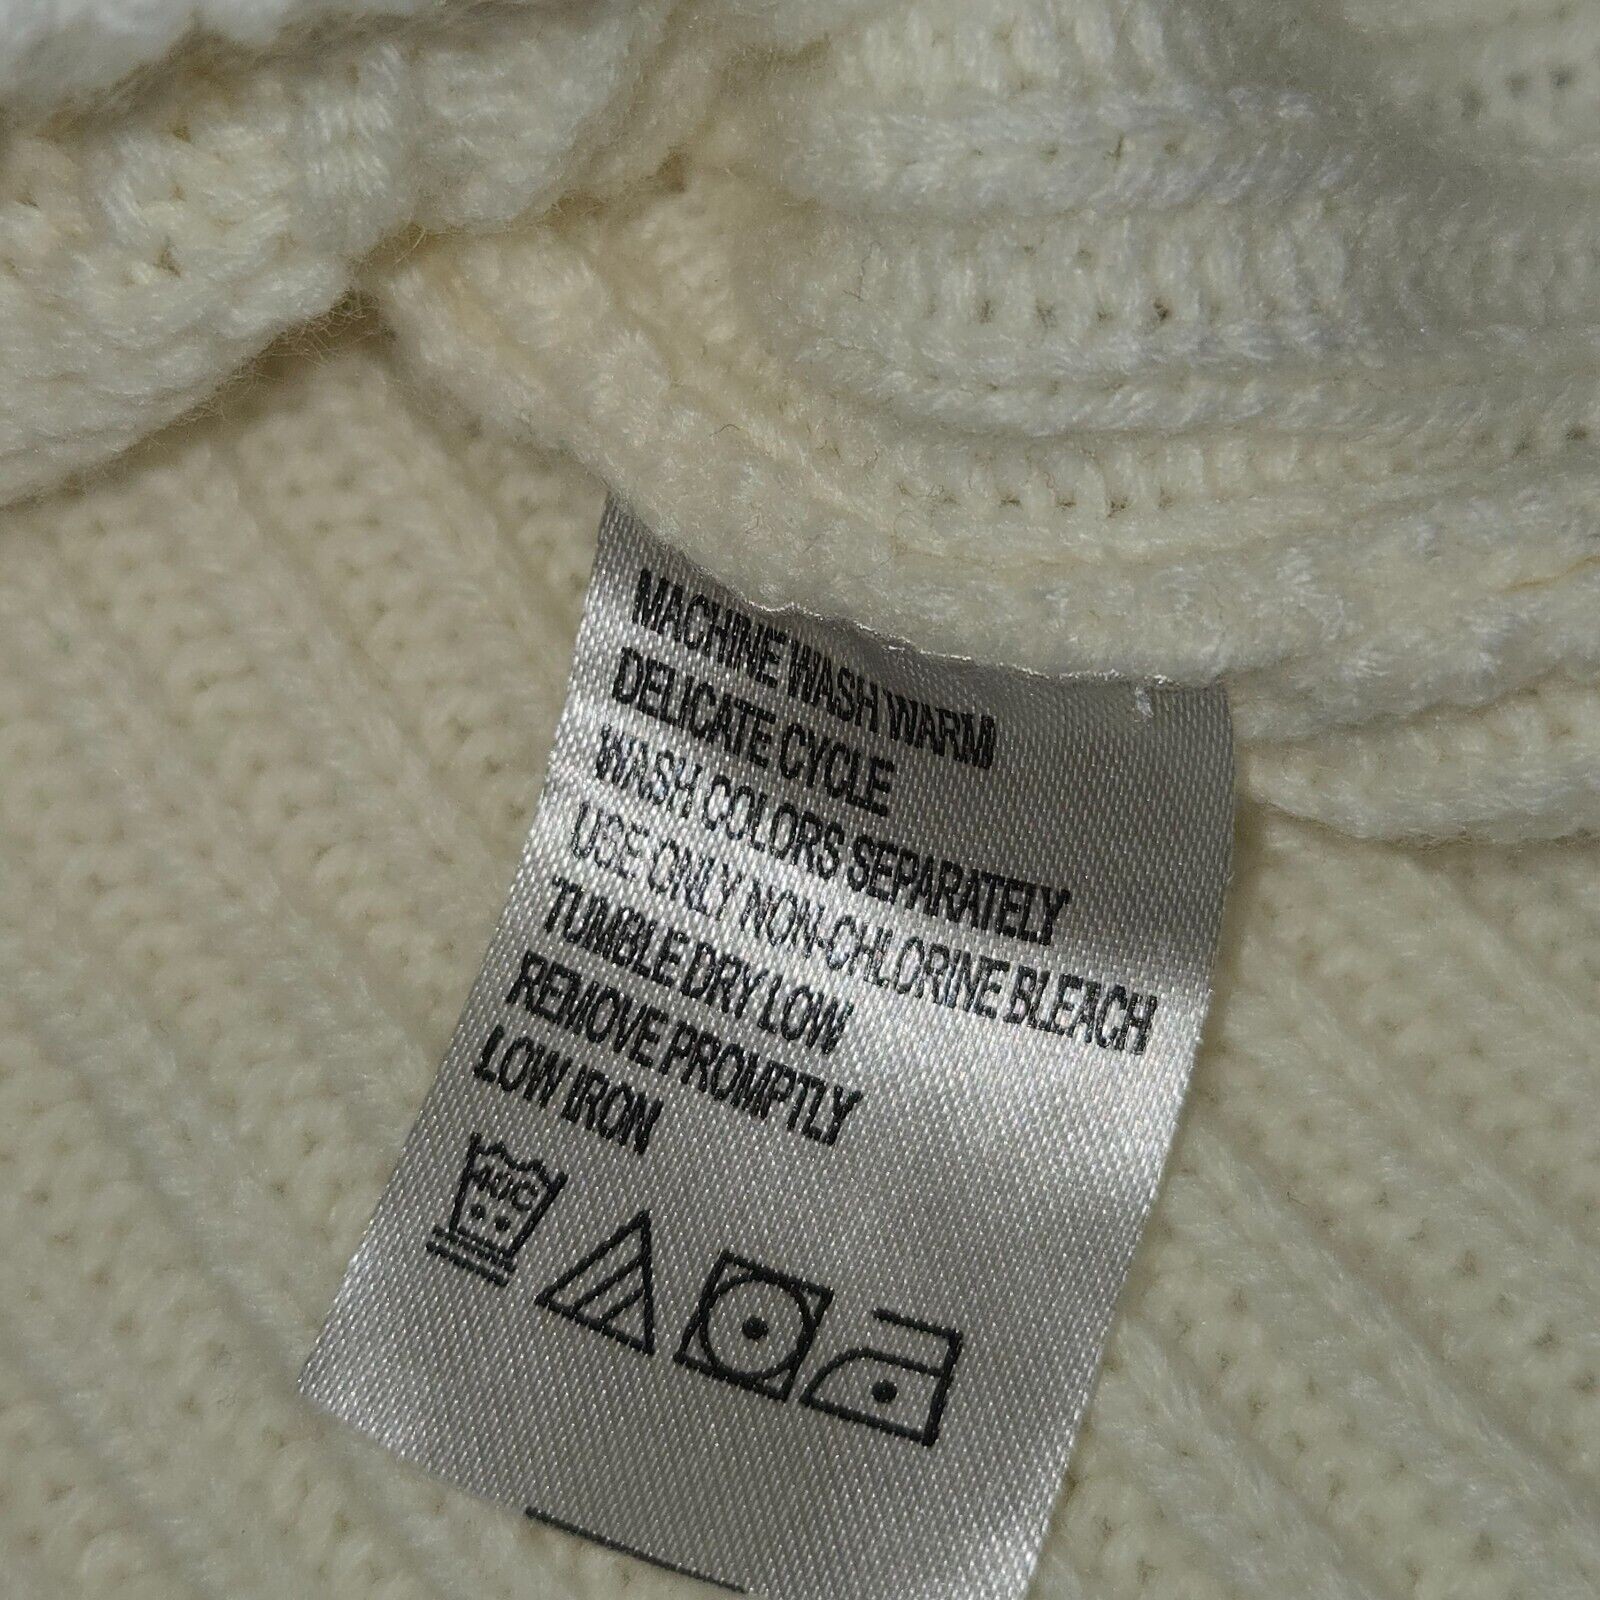 MACHINE WASH WARM
DELICATE CYCLE
WASH COLORS SEPARATELY
USE ONLY NON-CHLORINE BLEACH
TUMBLE DRY LOW
REMOVE PROMPTLY
LOW IRON
40°C